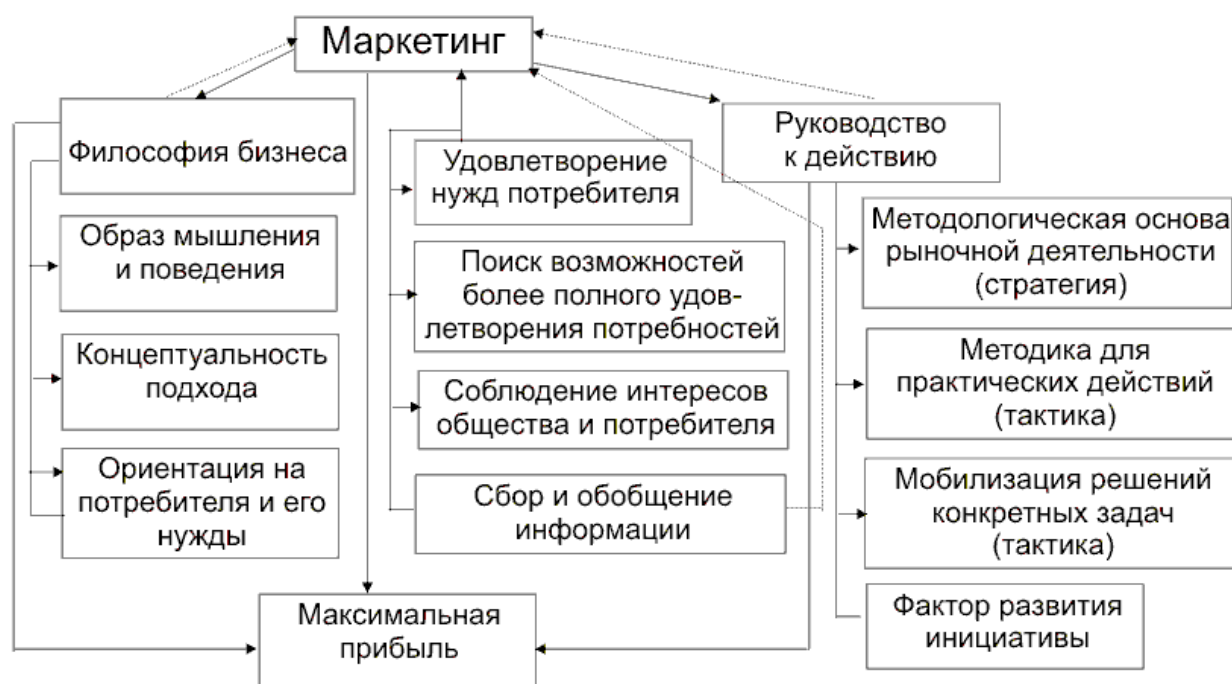 Маркетинг
Философия бизнеса
Образ мышления
и поведения
Концептуальность
подхода
Ориентация на
потребителя и его
нужды
Удовлетворение
нужд потребителя
Поиск возможностей
более полного удов-
летворения потребностей
Соблюдение интересов
общества и потребителя
Сбор и обобщение
информации
Руководство
к действию
Методологическая основа
рыночной деятельности
(стратегия)
Методика для
практических действий
(тактика)
Мобилизация решений
конкретных задач
(тактика)
Фактор развития
инициативы
Максимальная
прибыль